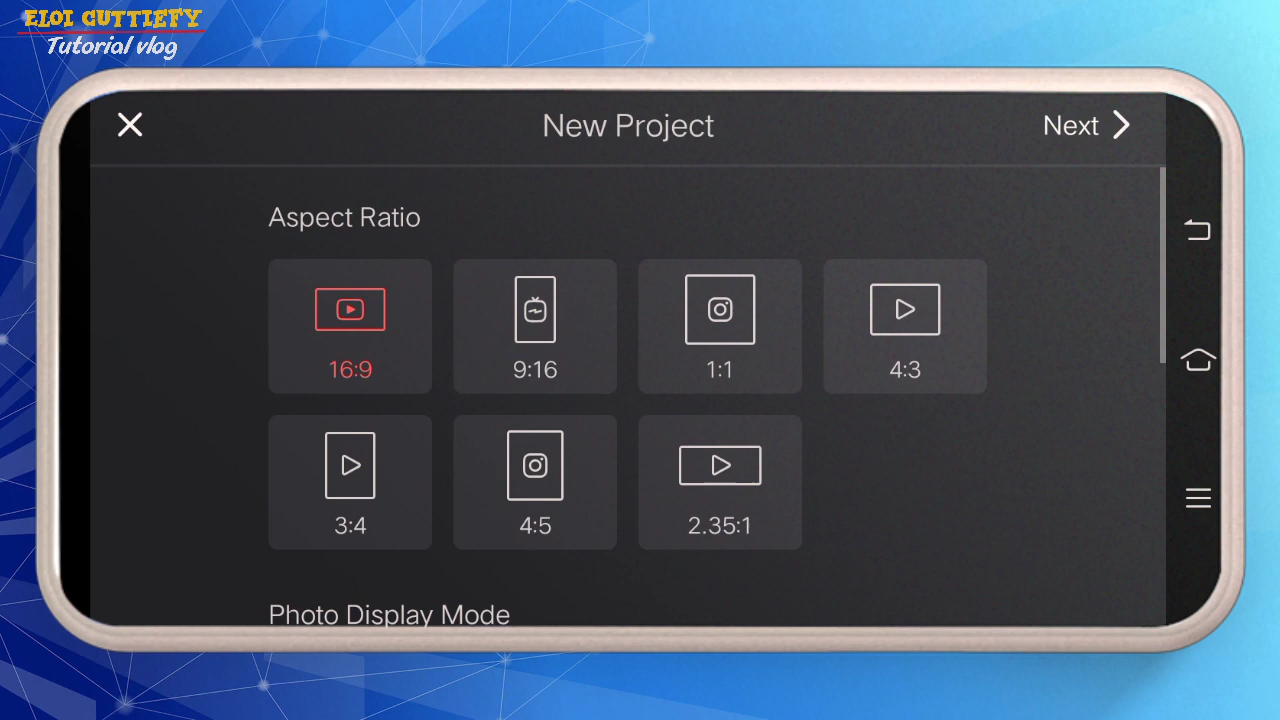 ELOI CUTTIEFY
Tutorial vlog
New Project
Next
Aspect Ratio
16:9
9:16
1:1
4:3
3:4
4:5
2.35:1
Photo Display Mode